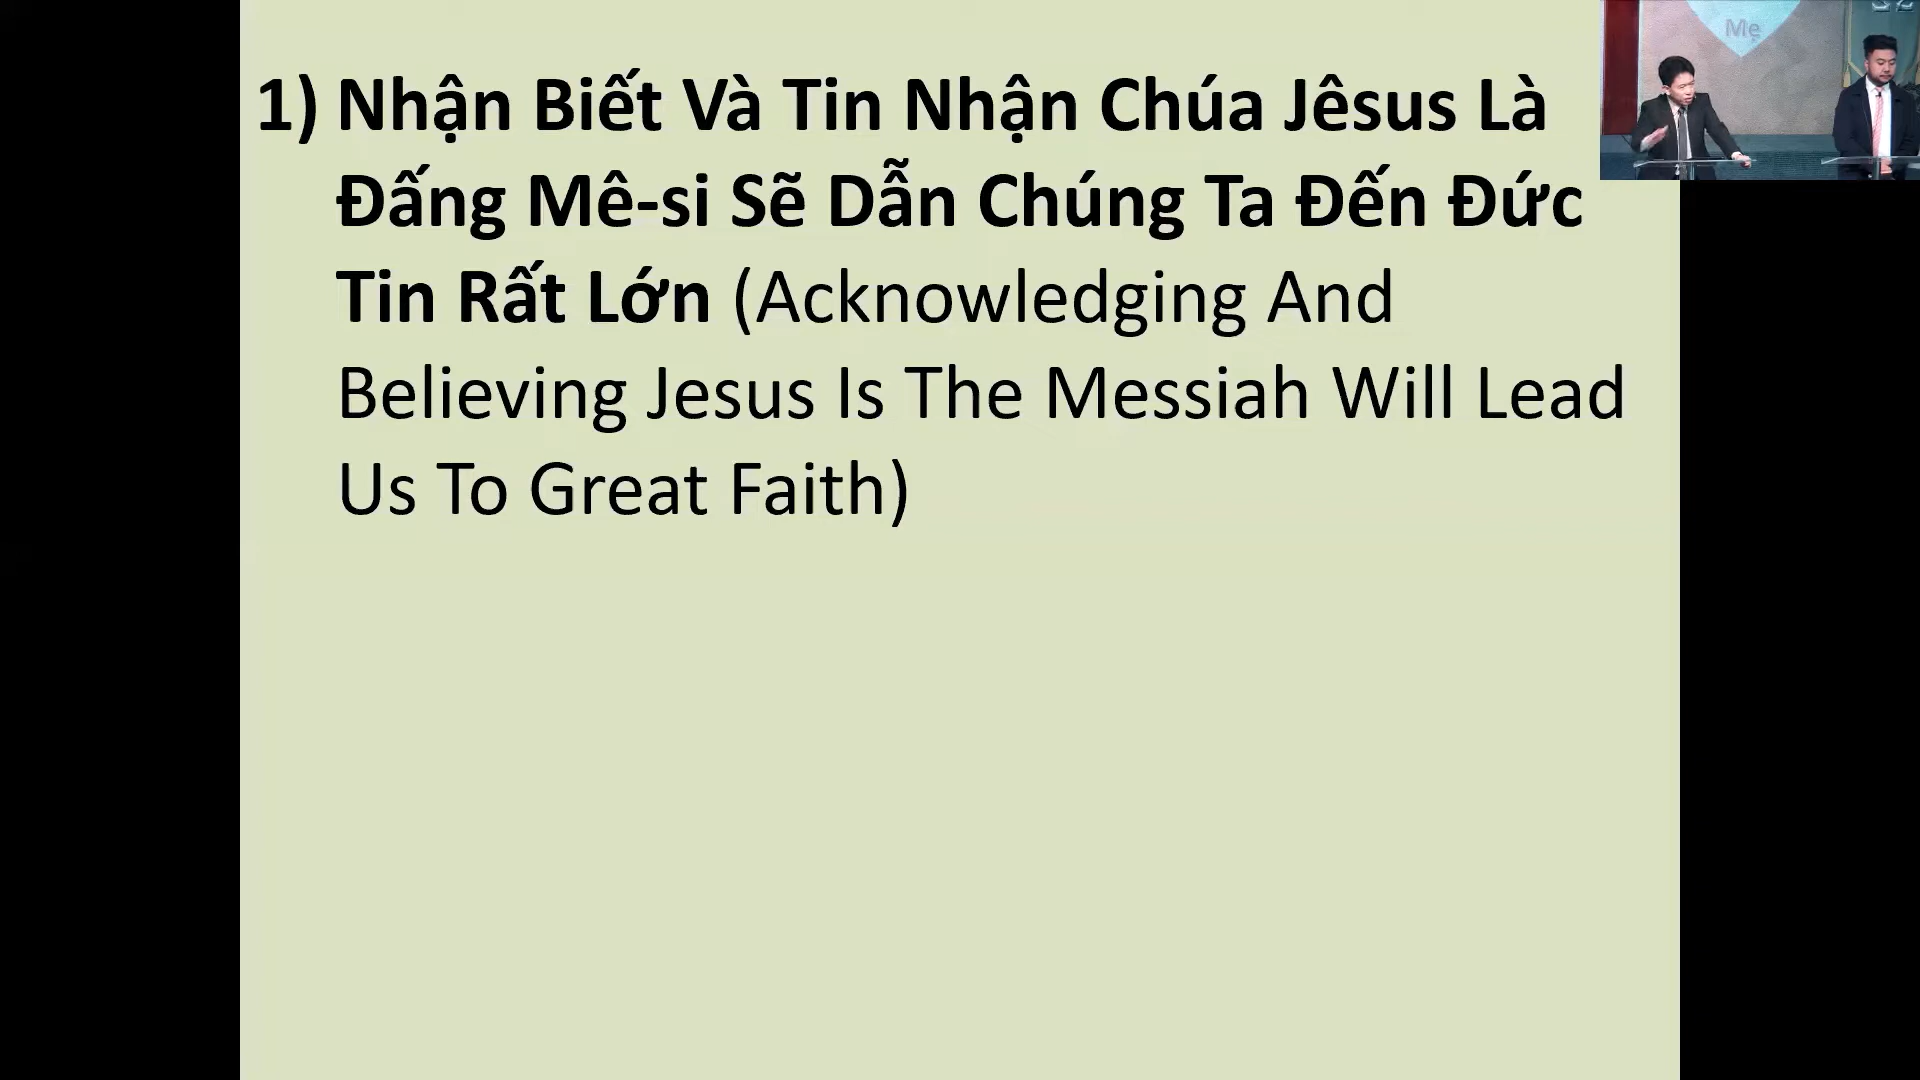 Mẹ
1) Nhận Biết Và Tin Nhận Chúa Jêsus Là
Đấng Mê-si Sẽ Dẫn Chúng Ta Đến Đức
Tin Rất Lớn (Acknowledging And
Believing Jesus Is The Messiah Will Lead
Us To Great Faith)